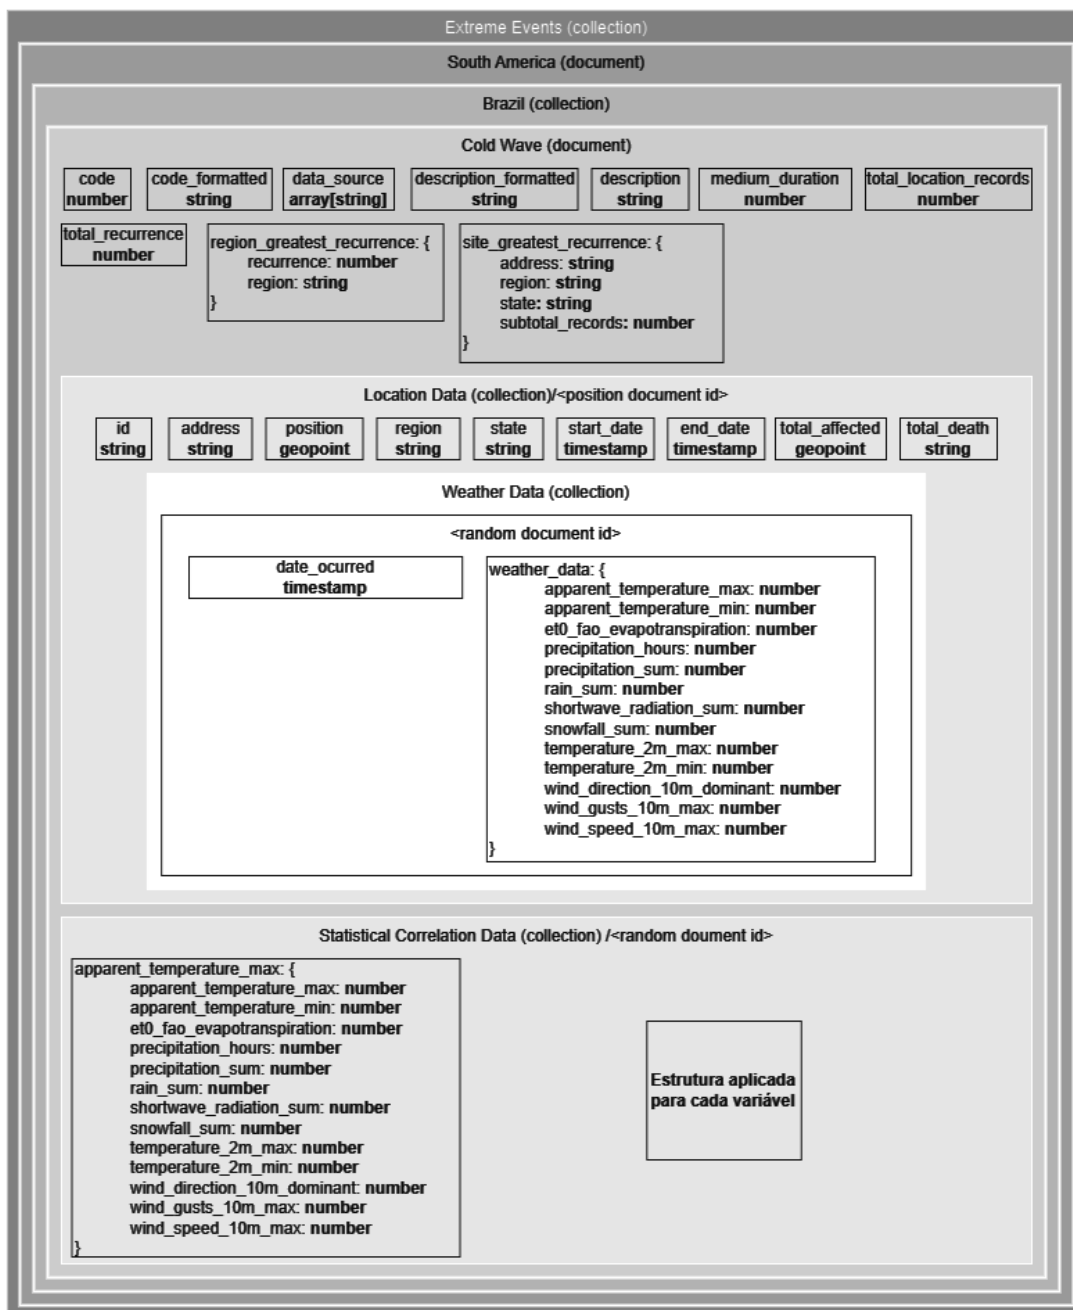 Extreme Events (collection)
South America (document)
Brazil (collection)
Cold Wave (document)
code
number
code_formatted
string
data_source
array[string]
description_formatted
string
description
string
medium_duration
number
total_location_records
number
total_recurrence
number
region_greatest_recurrence: {
recurrence: number
region: string
}
site_greatest_recurrence: {
address: string
region: string
state: string
subtotal_records: number
}
Location Data (collection)/<position document id>
id
string
address
string
position
geopoint
region
string
state
string
start_date
timestamp
end_date
timestamp
total_affected
geopoint
total_death
string
Weather Data (collection)
<random document id>
date_ocurred
timestamp
weather_data: {
apparent_temperature_max: number
apparent_temperature_min: number
et0_fao_evapotranspiration: number
precipitation_hours: number
precipitation_sum: number
rain_sum: number
shortwave_radiation_sum: number
snowfall_sum: number
temperature_2m_max: number
temperature_2m_min: number
wind_direction_10m_dominant: number
wind_gusts_10m_max: number
wind_speed_10m_max: number
}
Statistical Correlation Data (collection) /<random doument id>
apparent_temperature_max: {
apparent_temperature_max: number
apparent_temperature_min: number
et0_fao_evapotranspiration: number
precipitation_hours: number
precipitation_sum: number
rain_sum: number
shortwave_radiation_sum: number
snowfall_sum: number
temperature_2m_max: number
temperature_2m_min: number
wind_direction_10m_dominant: number
wind_gusts_10m_max: number
wind_speed_10m_max: number
}
Estrutura aplicada
para cada variável